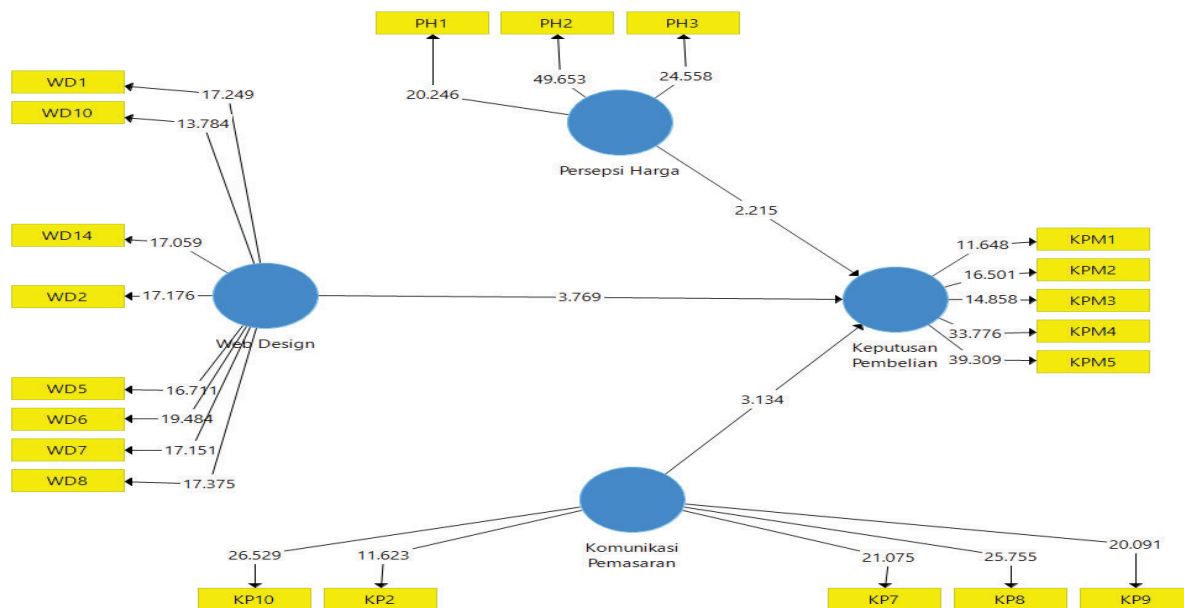 PH1
PH2
PH3
20.246
49.653
24.558
Persepsi Harga
WD1
WD10
WD14
WD2
WD5
WD6
WD7
WD8
17.249
13.784
17.059
17.176
16.711
19.484
17.151
17.375
Web Design
2.215
3.769
3.134
Keputusan
Pembelian
11.648
16.501
14.858
33.776
39.309
KPM1
KPM2
KPM3
KPM4
KPM5
Komunikasi
Pemasaran
26.529
11.623
21.075
25.755
20.091
KP10
KP2
KP7
KP8
KP9